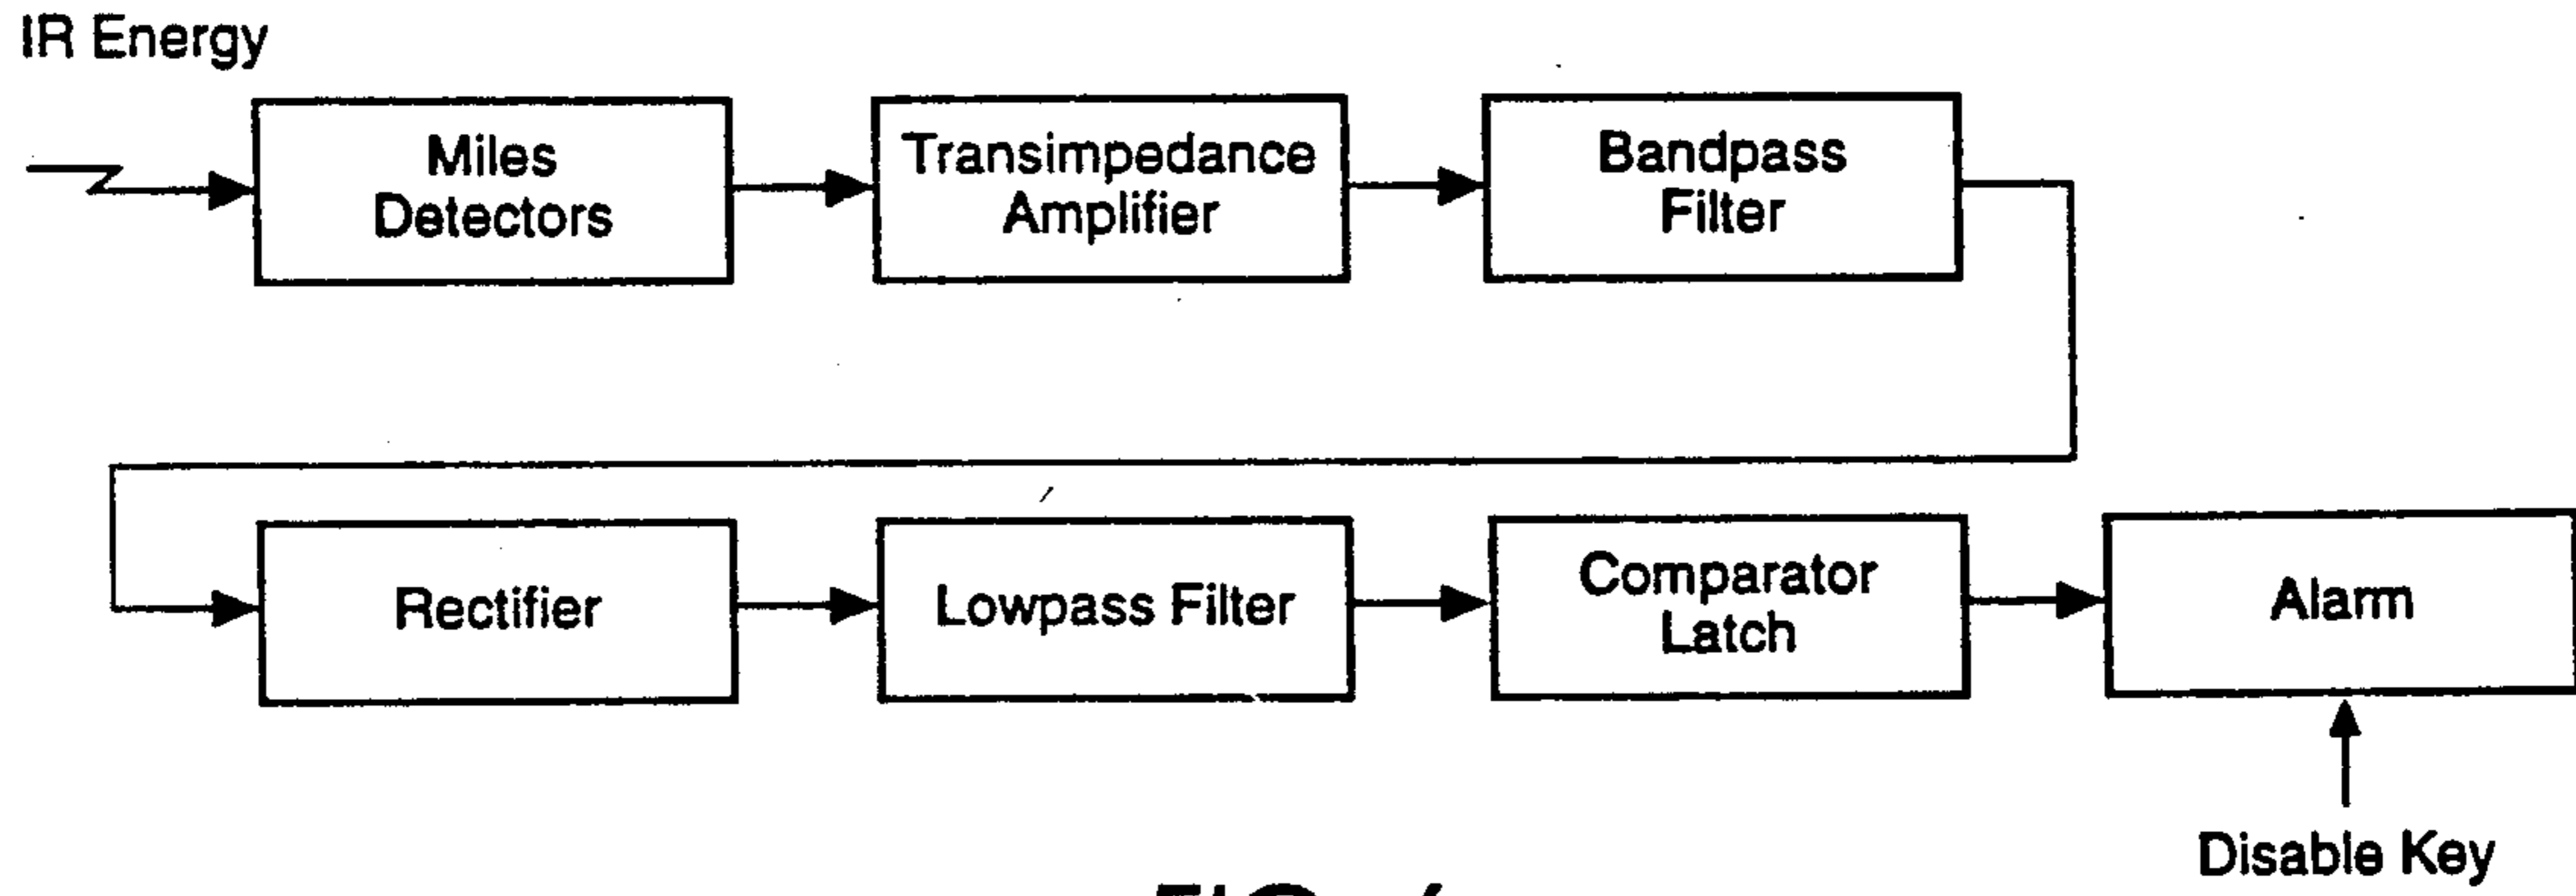 IR Energy
Miles
Detectors
Transimpedance
Amplifier
Bandpass
Filter
Rectifier
Lowpass Filter
Comparator
Latch
Alarm
Disable Key